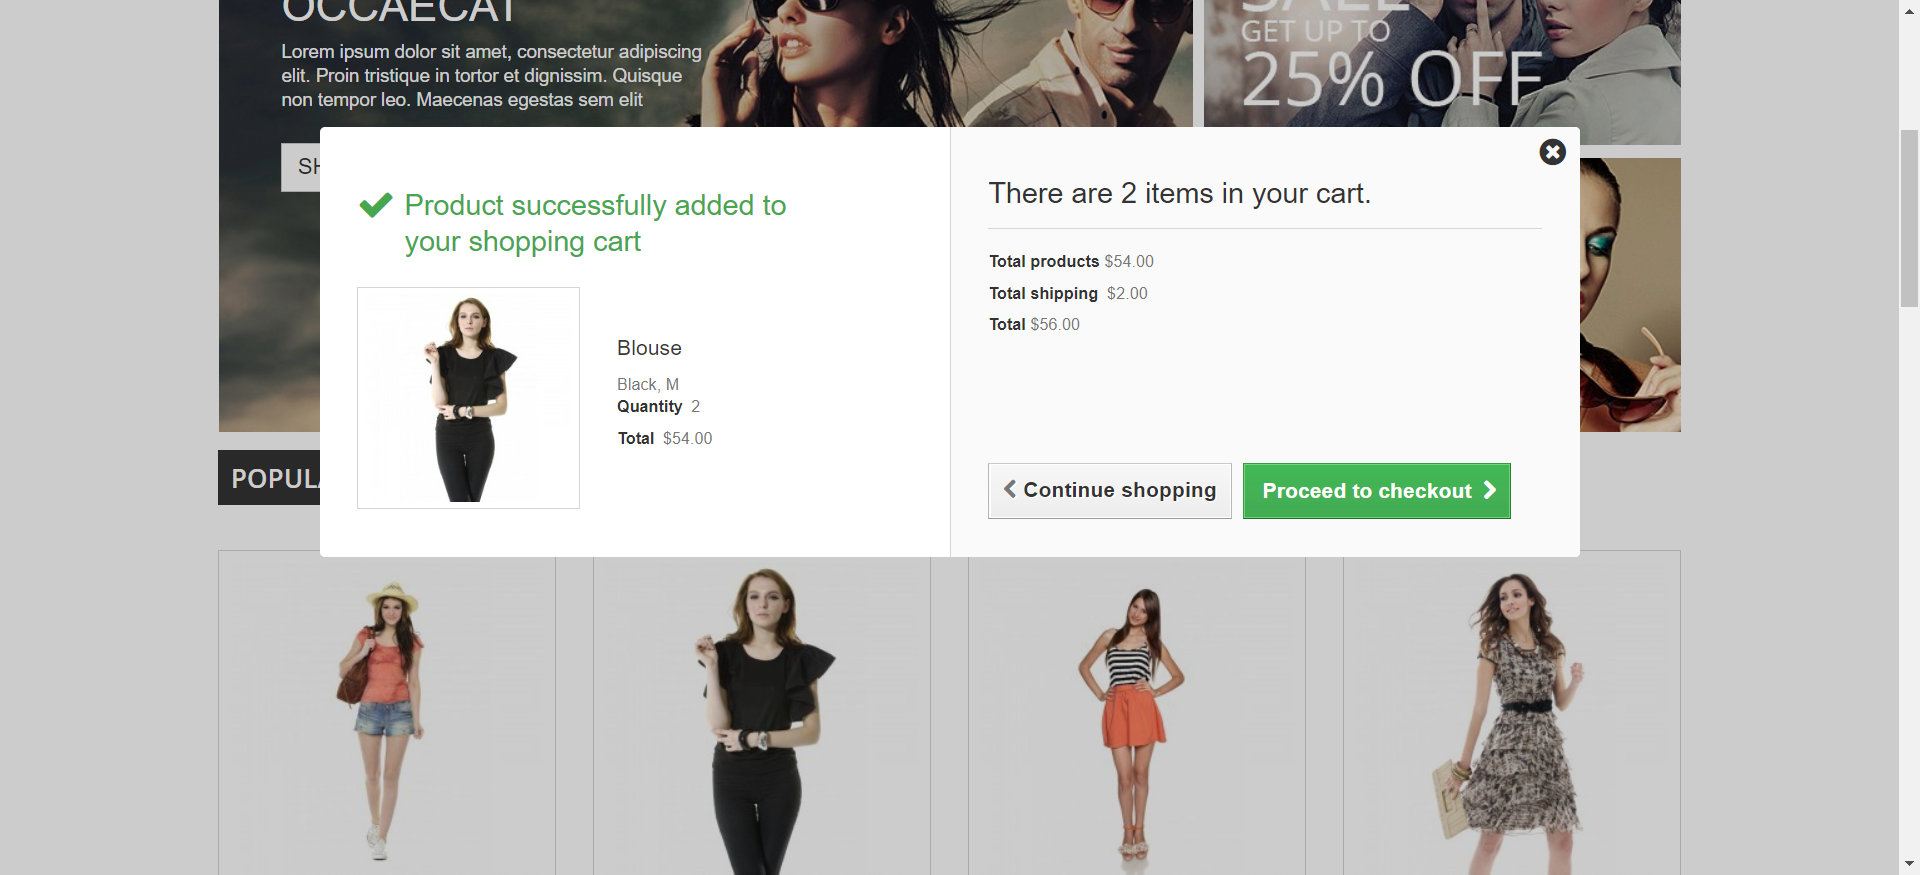 OCCAECAT
Lorem ipsum dolor sit amet, consectetur adipiscing
elit. Proin tristique in tortor et dignissim. Quisque
non tempor leo. Maecenas egestas sem elit
SH
SALE
GET UP TO
25% OFF
Product successfully added to
your shopping cart
Blouse
Black, M
Quantity 2
Total $54.00
There are 2 items in your cart.
Total products $54.00
Total shipping $2.00
Total $56.00
Continue shopping
Proceed to checkout
POPULA